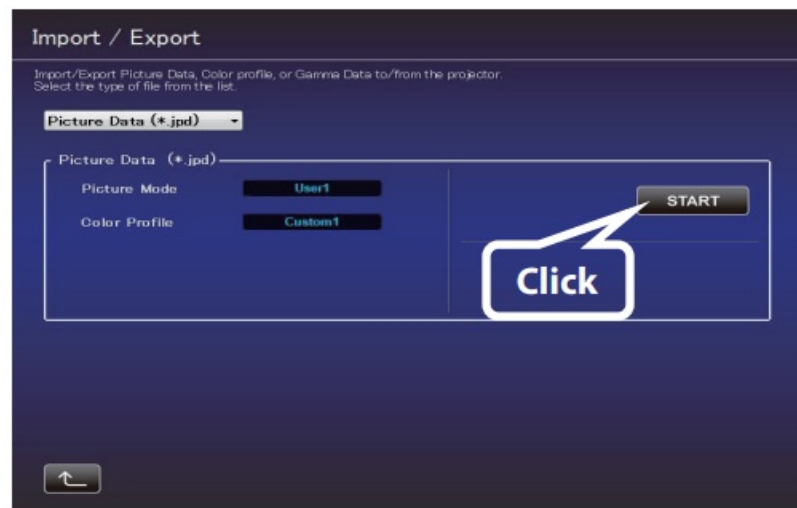 Import / Export
Import/Export Picture Data, Color profile, or Gamma Data to/from the projector.
Select the type of file from the list.
Picture Data (*.jpd)
Picture Data (*.jpd)
Picture Mode User1
START
Color Profile Custom1
Click